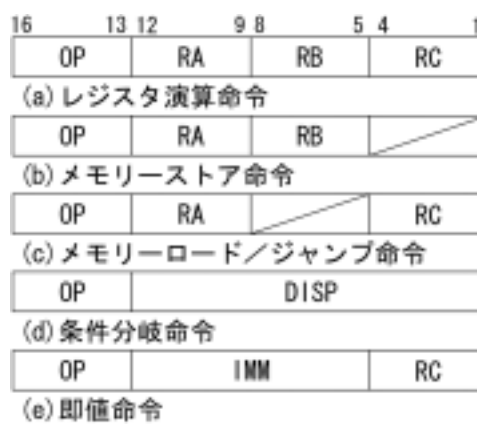 16 13 12 9 8 5 4 1
OP RA RB RC
(a)レジスタ演算命令
OP RA RB
(b)メモリーストア命令
OP RA RC
(c)メモリーロード／ジャンプ命令
OP DISP
(d)条件分岐命令
OP IMM RC
(e)即値命令